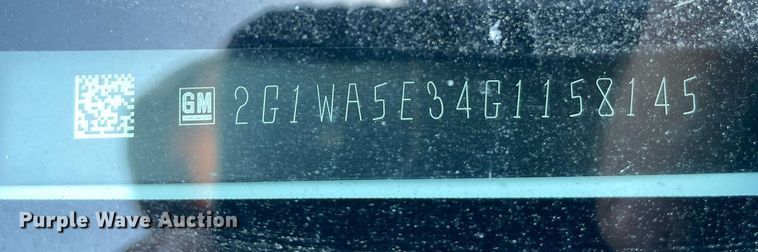 GM 2G1WA5E34G1158145
Purple Wave Auction